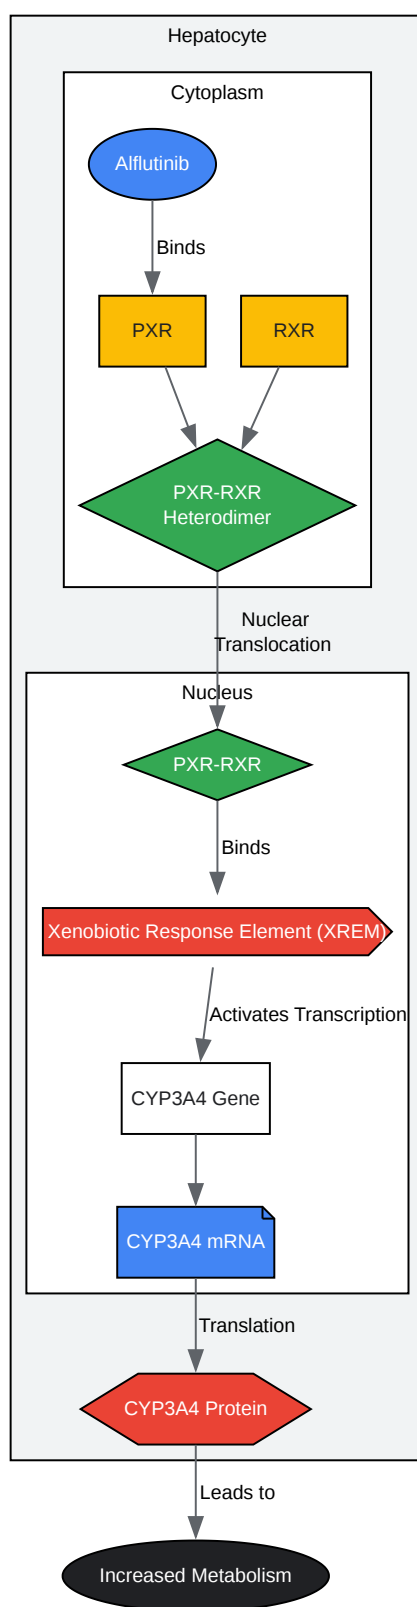 Hepatocyte
Cytoplasm
Alflutinib
Binds
PXR
RXR
PXR-RXR
Heterodimer
Nuclear
Translocation
Nucleus
PXR-RXR
Binds
Xenobiotic Response Element (XREM)
Activates Transcription
CYP3A4 Gene
CYP3A4 mRNA
Translation
CYP3A4 Protein
Leads to
Increased Metabolism